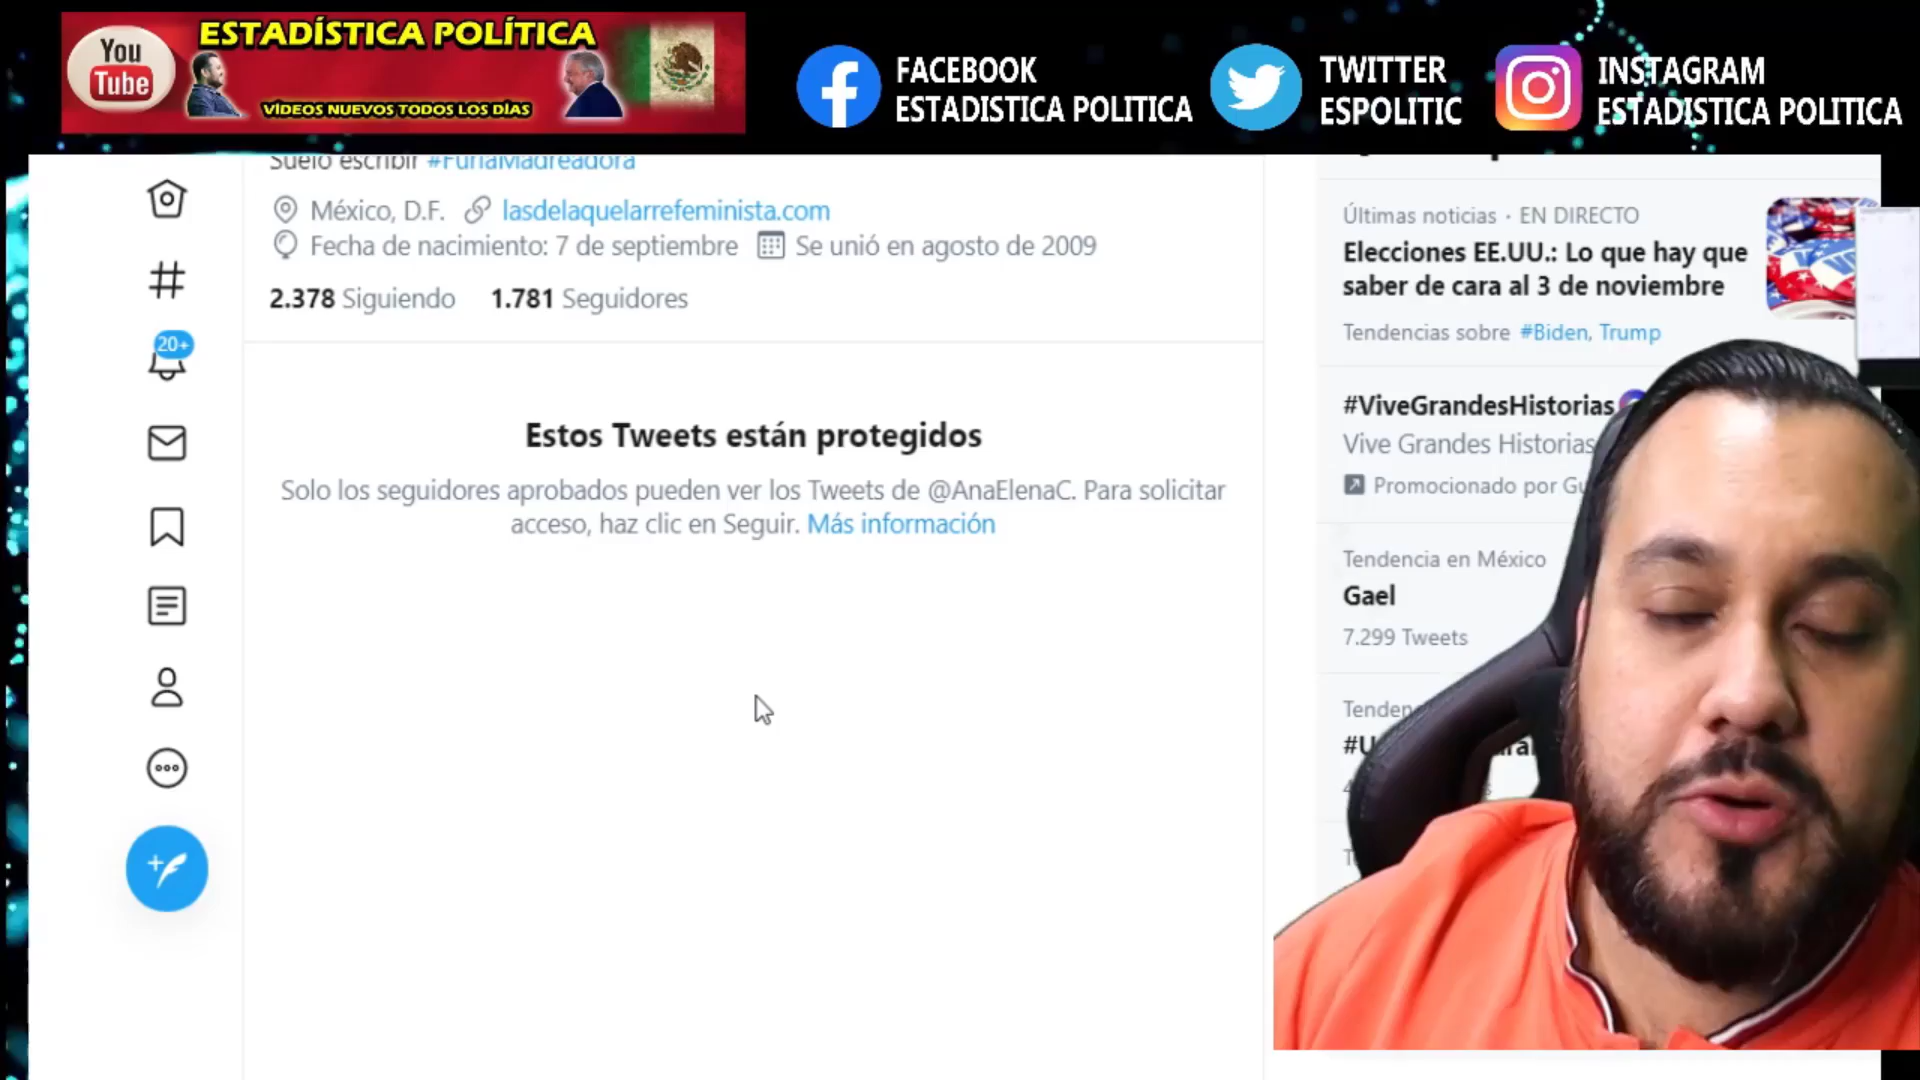 You
Tube
ESTADÍSTICA POLÍTICA
VÍDEOS NUEVOS TODOS LOS DÍAS
FACEBOOK
ESTADISTICA POLITICA
TWITTER
ESPOLITIC
INSTAGRAM
ESTADISTICA POLITICA
Suelo escribir #FuriaMadreadora
México, D.F. lasdelaquelarrefeminista.com
Fecha de nacimiento: 7 de septiembre Se unió en agosto de 2009
2.378 Siguiendo 1.781 Seguidores
20+
Estos Tweets están protegidos
Solo los seguidores aprobados pueden ver los Tweets de @AnaElenaC. Para solicitar
acceso, haz clic en Seguir. Más información
Últimas noticias · EN DIRECTO
Elecciones EE.UU.: Lo que hay que
saber de cara al 3 de noviembre
Tendencias sobre #Biden, Trump
#ViveGrandesHistorias
Vive Grandes Historias
Promocionado por
Tendencia en México
Gael
7.299 Tweets